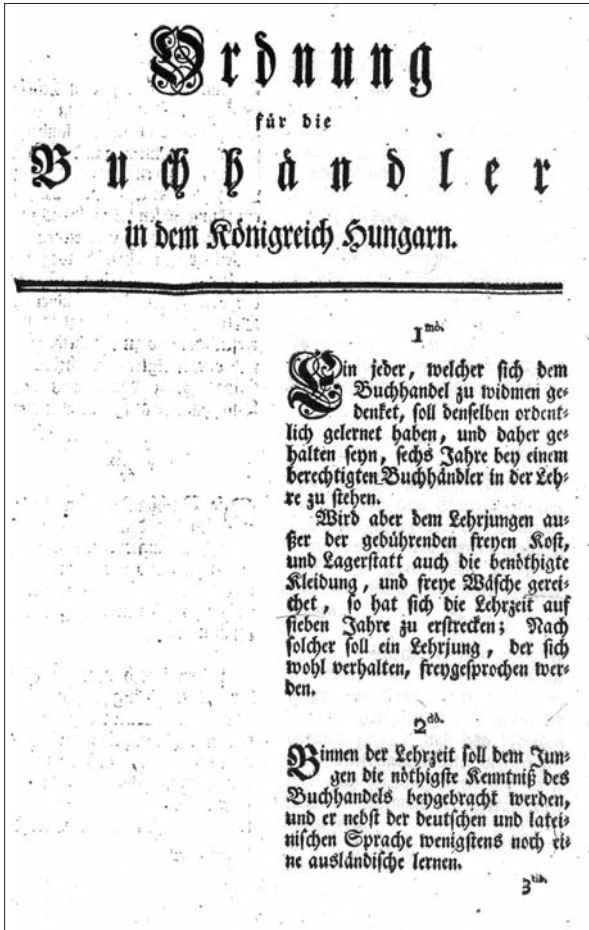 Ordnung
für die
Buchhändler
in dem Königreich Hungarn.
1mò.
Ein jeder, welcher sich dem
Buchhandel zu widmen ge-
denket, soll denselben ordent-
lich gelernet haben, und daher ge-
halten seyn, sechs Jahre bey einem
berechtigten Buchhändler in der Leh-
re zu stehen.
Wird aber dem Lehrjungen au-
ßer der gebührenden freyen Kost,
und Lagerstatt auch die benöthigte
Kleidung, und freye Wäsche gerei-
chet, so hat sich die Lehrzeit auf
sieben Jahre zu erstrecken; Nach
solcher soll ein Lehrjung, der sich
wohl verhalten, freygesprochen wer-
den.
2dò.
Binnen der Lehrzeit soll dem Jun-
gen die nöthigste Kenntniß des
Buchhandels beygebracht werden,
und er nebst der deutschen und latei-
nischen Sprache wenigstens noch ei-
ne ausländische lernen.
3tiò.